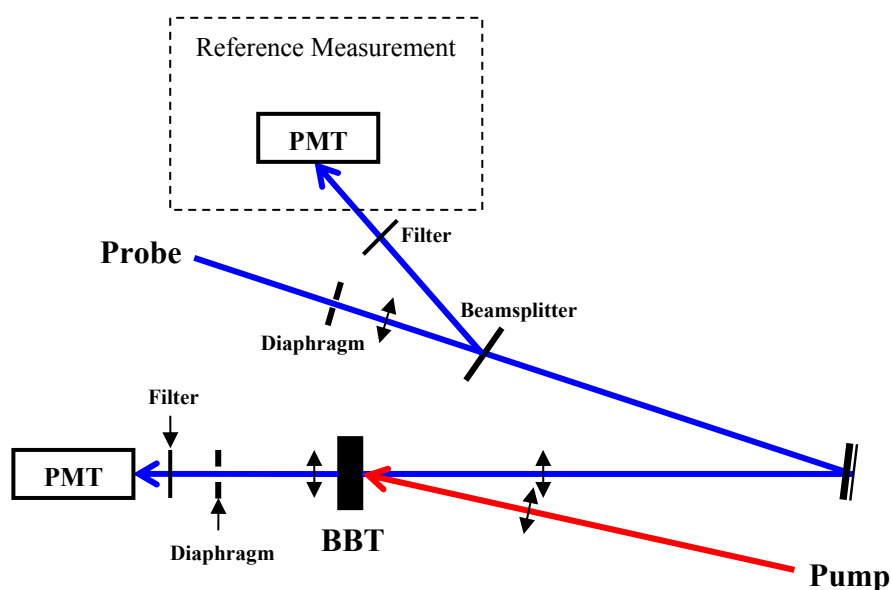 Reference Measurement
PMT
Filter
Probe
Beamsplitter
Diaphragm
Filter
PMT
Diaphragm
BBT
Pump